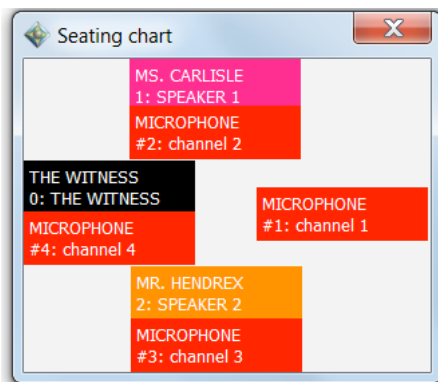 Seating chart
MS. CARLISLE
1: SPEAKER 1
MICROPHONE
#2: channel 2
THE WITNESS
0: THE WITNESS
MICROPHONE
#4: channel 4
MICROPHONE
#1: channel 1
MR. HENDREX
2: SPEAKER 2
MICROPHONE
#3: channel 3